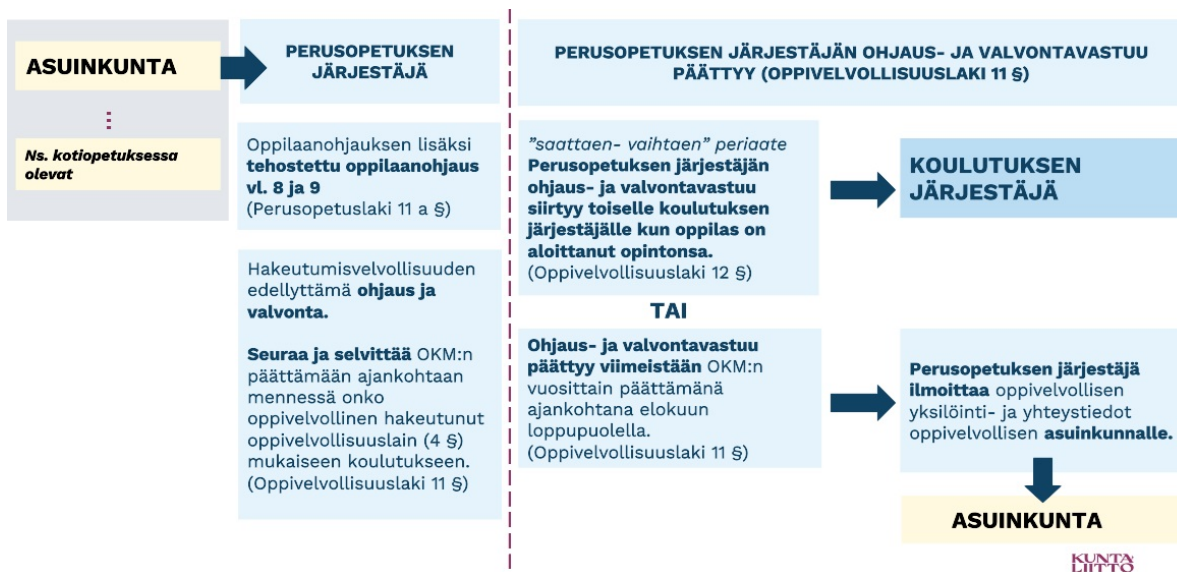 ASUINKUNTA
Ns. kotiopetuksessa
olevat
PERUSOPETUKSEN
JÄRJESTÄJÄ
Oppilaanohjauksen lisäksi
tehostettu oppilaanohjaus
vl. 8 ja 9
(Perusopetuslaki 11 a §)
Hakeutumisvelvollisuuden
edellyttämä ohjaus ja
valvonta.
Seuraa ja selvittää OKM:n
päättämään ajankohtaan
mennessä onko
oppivelvollinen hakeutunut
oppivelvollisuuslain (4 §)
mukaiseen koulutukseen.
(Oppivelvollisuuslaki 11 §)
PERUSOPETUKSEN JÄRJESTÄJÄN OHJAUS- JA VALVONTAVASTUU
PÄÄTTYY (OPPIVELVOLLISUUSLAKI 11 §)
”saattaen- vaihtaen” periaate
Perusopetuksen järjestäjän
ohjaus- ja valvontavastuu
siirtyy toiselle koulutuksen
järjestäjälle kun oppilas on
aloittanut opintonsa.
(Oppivelvollisuuslaki 12 §)
KOULUTUKSEN
JÄRJESTÄJÄ
TAI
Ohjaus- ja valvontavastuu
päättyy viimeistään OKM:n
vuosittain päättämänä
ajankohtana elokuun
loppupuolella.
(Oppivelvollisuuslaki 11 §)
Perusopetuksen järjestäjä
ilmoittaa oppivelvollisen
yksilöinti- ja yhteystiedot
oppivelvollisen asuinkunnalle.
ASUINKUNTA
KUNTA
LIITTO